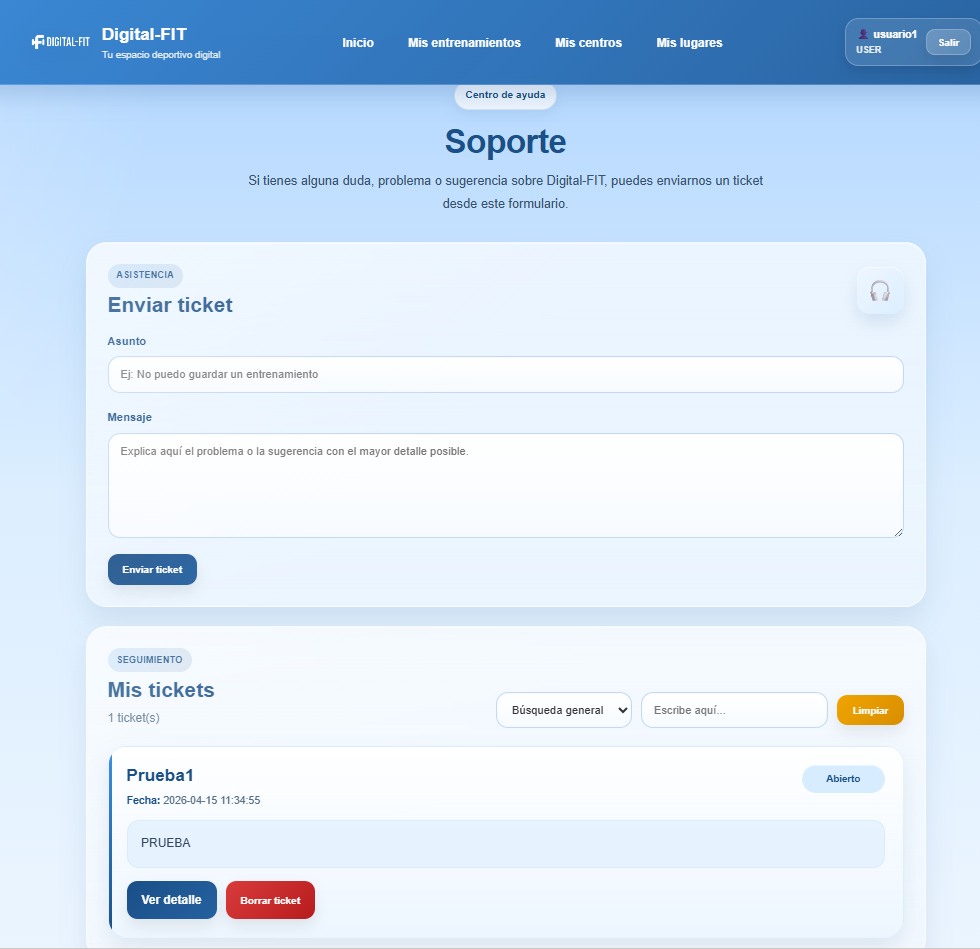 DIGITAL-FIT
Digital-FIT
Tu espacio deportivo digital
Inicio
Mis entrenamientos
Mis centros
Mis lugares
usuario1
USER
Salir
Centro de ayuda
Soporte
Si tienes alguna duda, problema o sugerencia sobre Digital-FIT, puedes enviarnos un ticket
desde este formulario.
ASISTENCIA
Enviar ticket
Asunto
Ej: No puedo guardar un entrenamiento
Mensaje
Explica aquí el problema o la sugerencia con el mayor detalle posible.
Enviar ticket
SEGUIMIENTO
Mis tickets
1 ticket(s)
Búsqueda general
Escribe aquí...
Limpiar
Prueba1
Abierto
Fecha: 2026-04-15 11:34:55
PRUEBA
Ver detalle
Borrar ticket